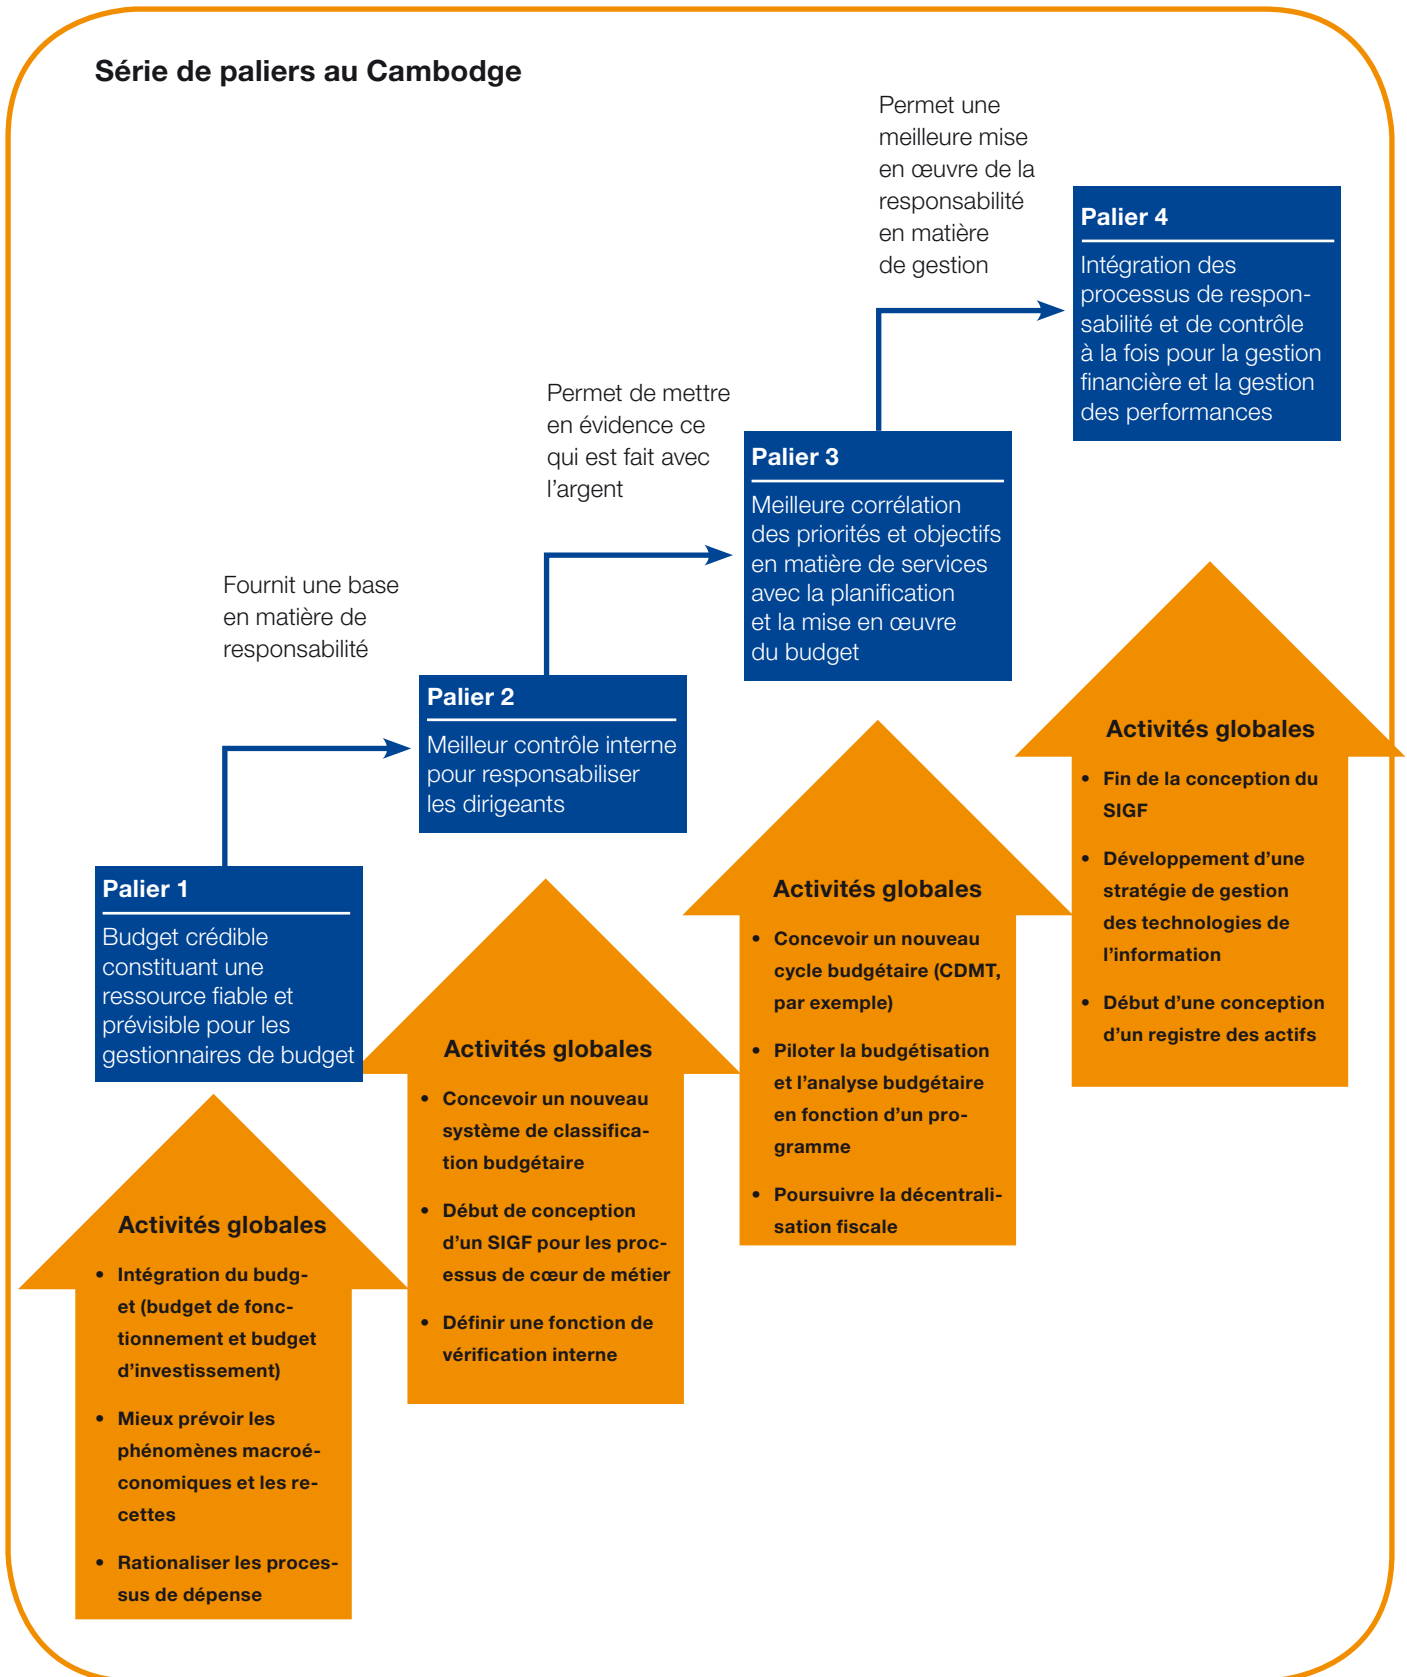 Série de paliers au Cambodge
Permet une
meilleure mise
en œuvre de la
responsabilité
en matière
de gestion
Palier 4
Intégration des
processus de respon-
sabilité et de contrôle
à la fois pour la gestion
financière et la gestion
des performances
Permet de mettre
en évidence ce
qui est fait avec
l’argent
Palier 3
Meilleure corrélation
des priorités et objectifs
en matière de services
avec la planification
et la mise en œuvre
du budget
Fournit une base
en matière de
responsabilité
Palier 2
Meilleur contrôle interne
pour responsabiliser
les dirigeants
Palier 1
Budget crédible
constituant une
ressource fiable et
prévisible pour les
gestionnaires de budget
Activités globales
• Intégration du budg-
et (budget de fonc-
tionnement et budget
d’investissement)
• Mieux prévoir les
phénomènes macroé-
conomiques et les re-
cettes
• Rationaliser les proces-
sus de dépense
Activités globales
• Concevoir un nouveau
système de classifica-
tion budgétaire
• Début de conception
d’un SIGF pour les proc-
essus de cœur de métier
• Définir une fonction de
vérification interne
Activités globales
• Concevoir un nouveau
cycle budgétaire (CDMT,
par exemple)
• Piloter la budgétisation
et l’analyse budgétaire
en fonction d’un pro-
gramme
• Poursuivre la décentrali-
sation fiscale
Activités globales
• Fin de la conception du
SIGF
• Développement d’une
stratégie de gestion
des technologies de
l’information
• Début d’une conception
d’un registre des actifs